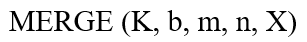 MERGE (K, b, m, n, X)